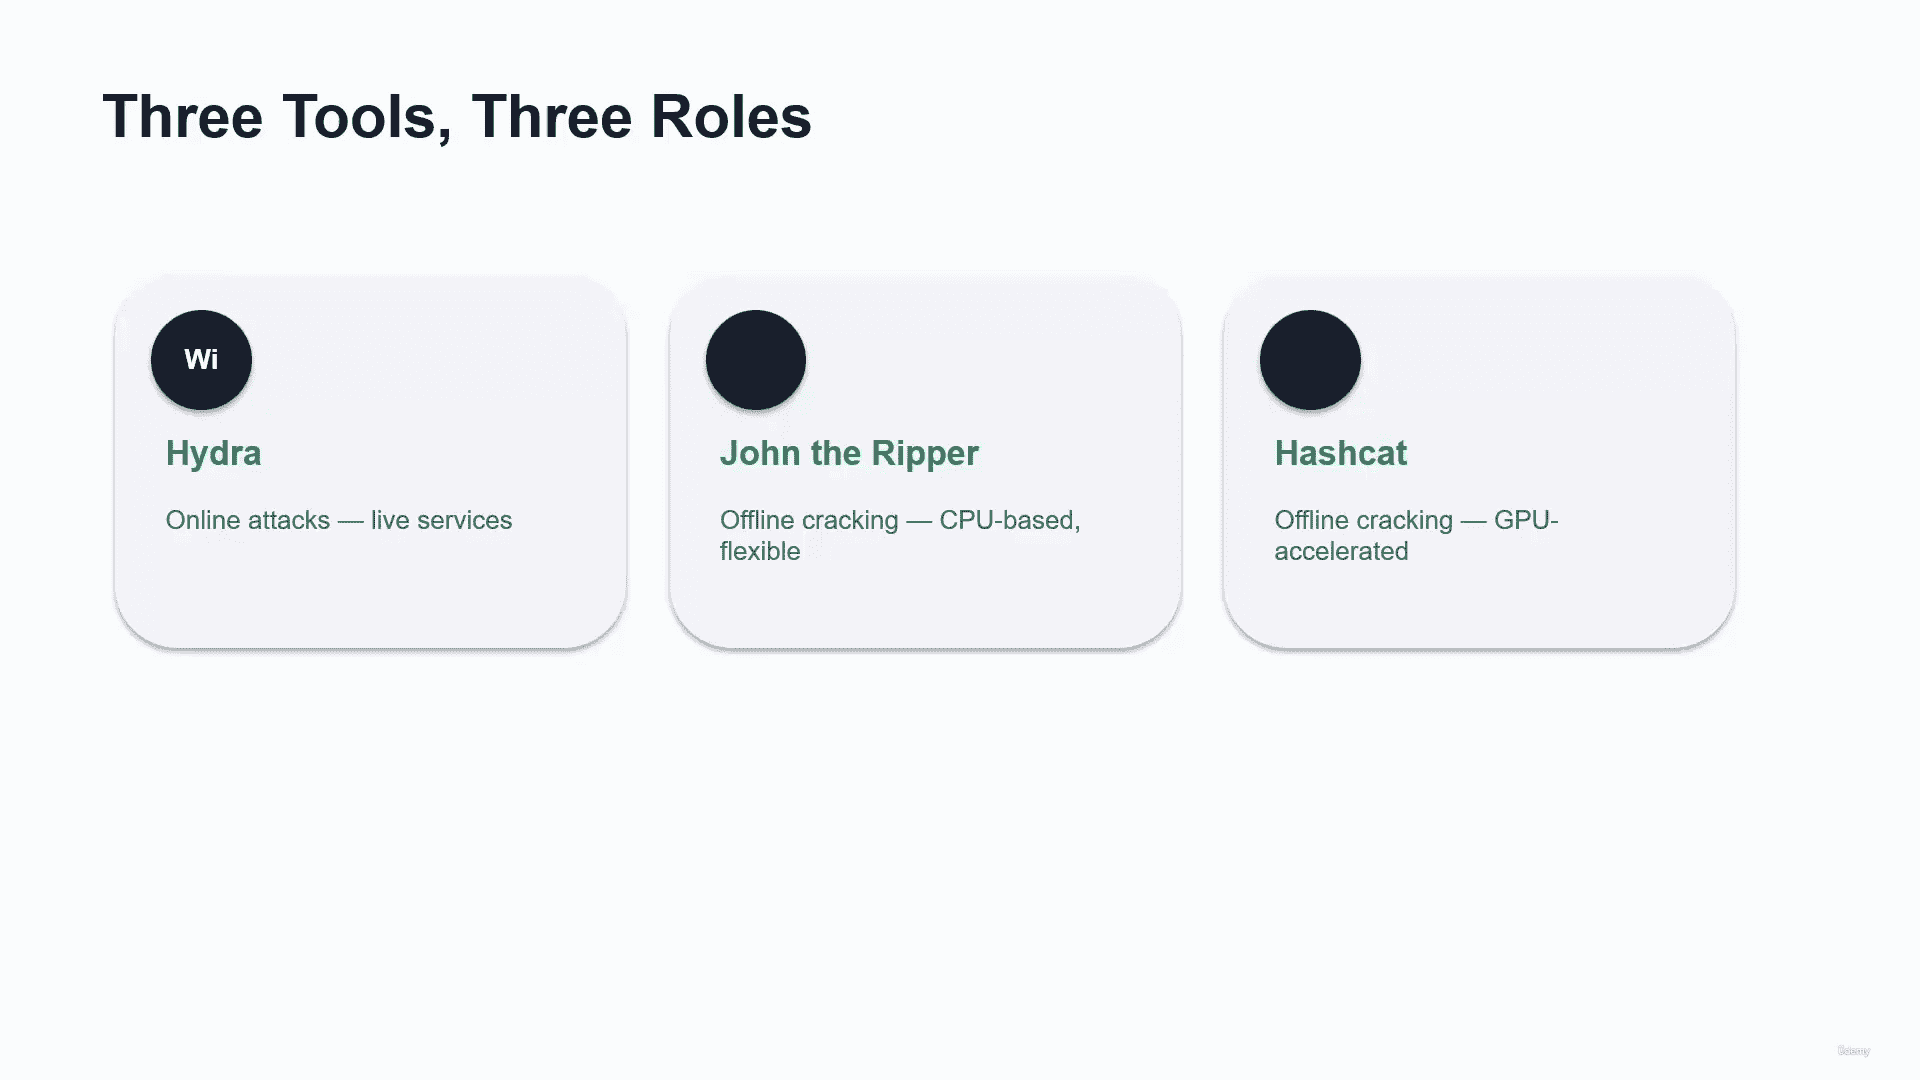 Three Tools, Three Roles
Wi
Hydra
Online attacks — live services
John the Ripper
Offline cracking — CPU-based,
flexible
Hashcat
Offline cracking — GPU-
accelerated
Udemy